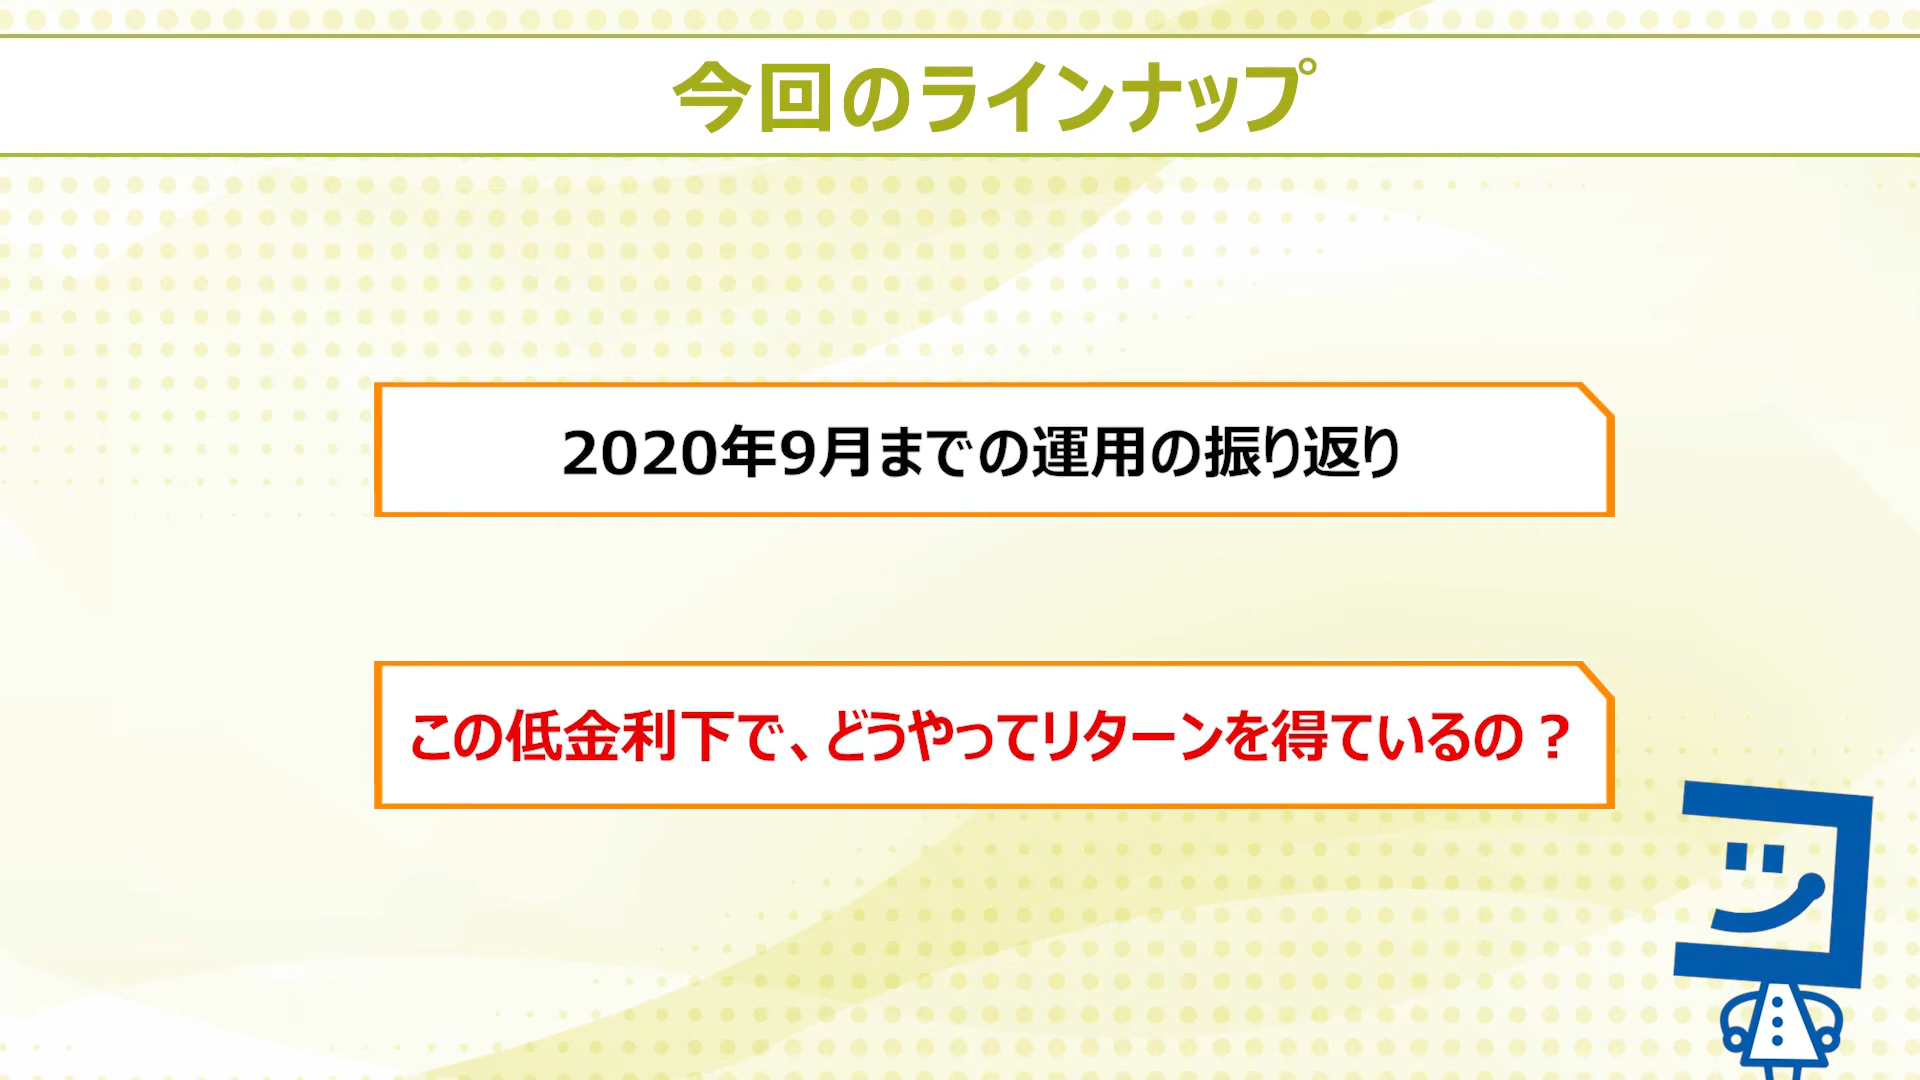 今回のラインナップ
2020年9月までの運用の振り返り
この低金利下で、どうやってリターンを得ているの？